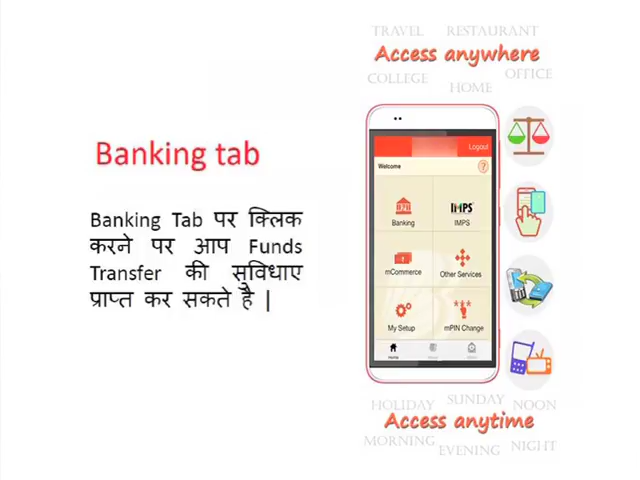 TRAVEL RESTAURANT
Access anywhere
COLLEGE OFFICE
HOME
Banking tab
Banking Tab पर क्लिक
करने पर आप Funds
Transfer की सुविधाए
प्राप्त कर सकते है |
Logout
Welcome ?
Banking IMPS
IMPS
mCommerce Other Services
My Setup mPIN Change
Home
HOLIDAY SUNDAY NOON
Access anytime
MORNING EVENING NIGHT